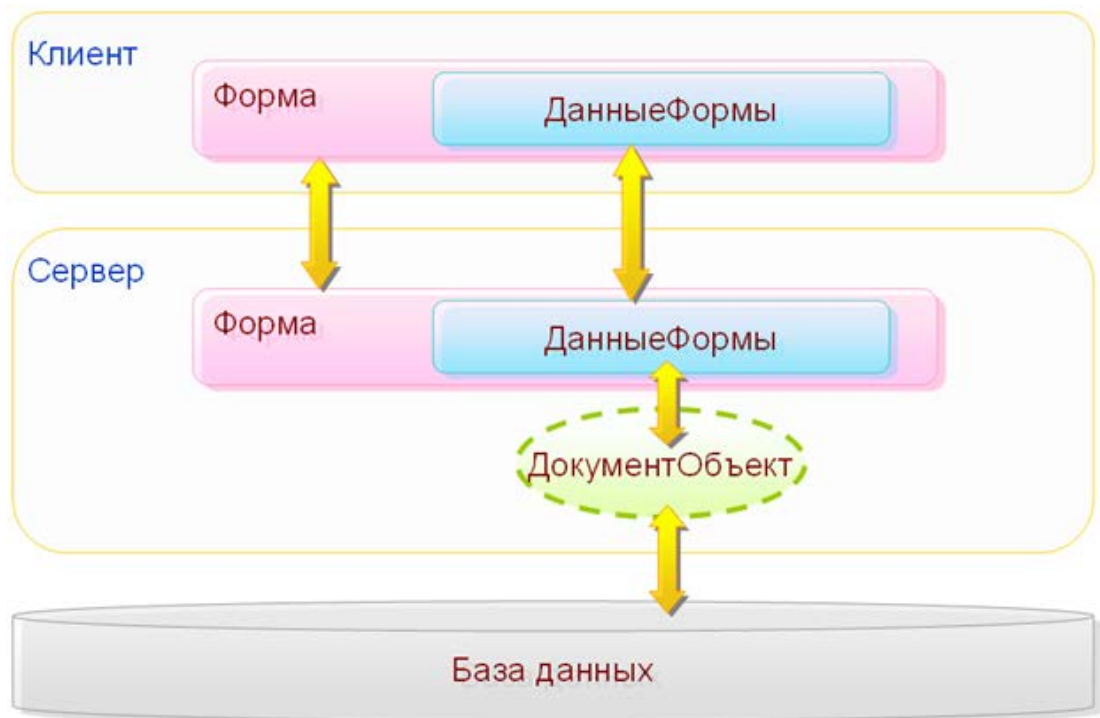 Клиент
Форма
ДанныеФормы
Сервер
Форма
ДанныеФормы
ДокументОбъект
База данных